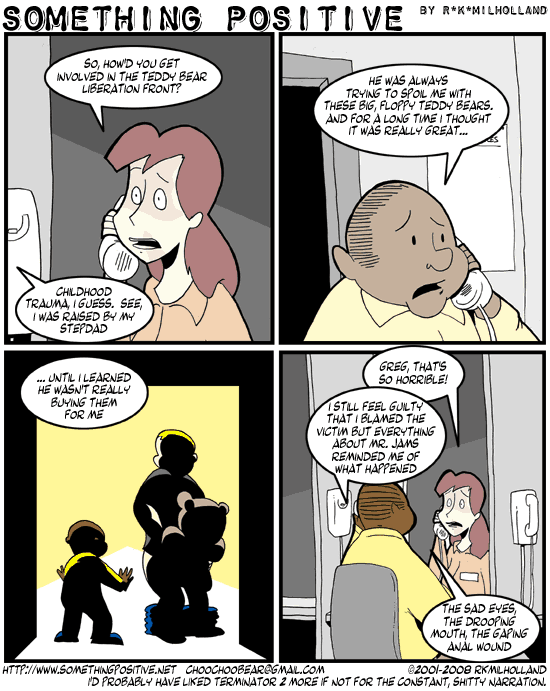 SOMETHING POSITIVE BY R*K*MILHOLLAND
SO, HOW'D YOU GET
INVOLVED IN THE TEDDY BEAR
LIBERATION FRONT?
CHILDHOOD
TRAUMA, I GUESS. SEE,
I WAS RAISED BY MY
STEPDAD
HE WAS ALWAYS
TRYING TO SPOIL ME WITH
THESE BIG, FLOPPY TEDDY BEARS.
AND FOR A LONG TIME I THOUGHT
IT WAS REALLY GREAT...
... UNTIL I LEARNED
HE WASN'T REALLY
BUYING THEM
FOR ME
GREG, THAT'S
SO HORRIBLE!
I STILL FEEL GUILTY
THAT I BLAMED THE
VICTIM BUT EVERYTHING
ABOUT MR. JAMS
REMINDED ME OF
WHAT HAPPENED
THE SAD EYES,
THE DROOPING
MOUTH, THE GAPING
ANAL WOUND
HTTP://WWW.SOMETHINGPOSITIVE.NET CHOOCHOOBEAR@GMAIL.COM ©2001-2008 RKMILHOLLAND
I'D PROBABLY HAVE LIKED TERMINATOR 2 MORE IF NOT FOR THE CONSTANT, SHITTY NARRATION.